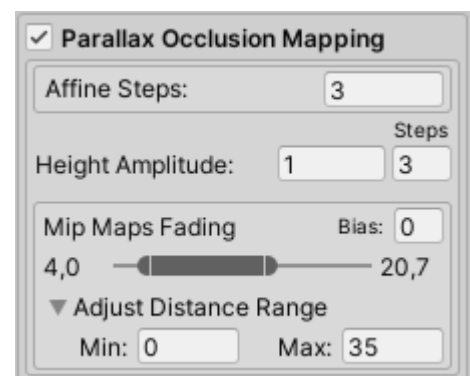 Parallax Occlusion Mapping
Affine Steps: 3
Steps
Height Amplitude: 1 3
Mip Maps Fading Bias: 0
4,0 20,7
Adjust Distance Range
Min: 0 Max: 35